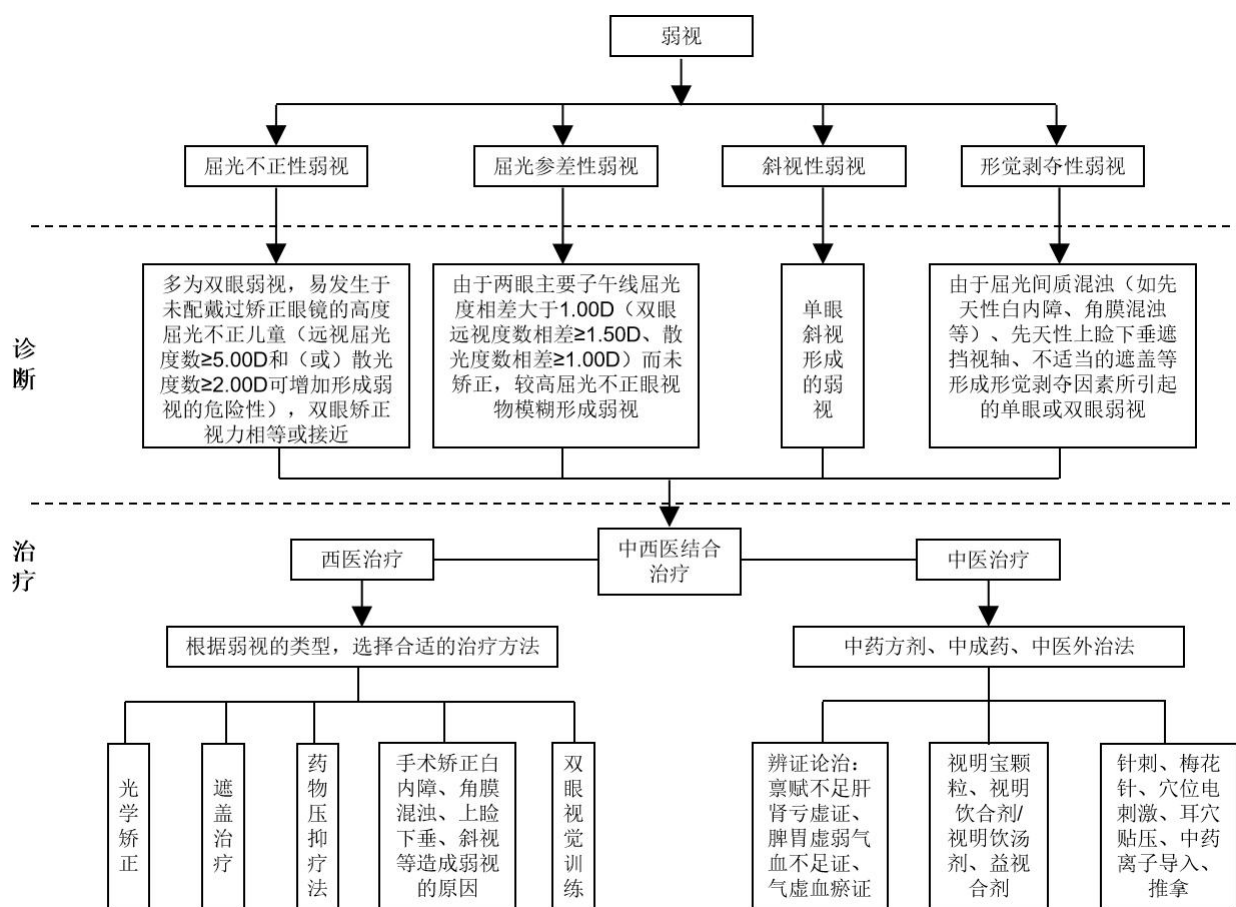 弱视
屈光不正性弱视
屈光参差性弱视
斜视性弱视
形觉剥夺性弱视
诊断
多为双眼弱视，易发生于
未配戴过矫正眼镜的高度
屈光不正儿童（远视屈光
度数≥5.00D和（或）散光
度数≥2.00D可增加形成弱
视的危险性），双眼矫正
视力相等或接近
由于两眼主要子午线屈光
度相差大于1.00D（双眼
远视度数相差≥1.50D、散
光度数相差≥1.00D）而未
矫正，较高屈光不正眼视
物模糊形成弱视
单眼
斜视
形成
的弱
视
由于屈光间质混浊（如先
天性白内障、角膜混浊
等）、先天性上睑下垂遮
挡视轴、不适当的遮盖等
形成形觉剥夺因素所引起
的单眼或双眼弱视
治疗
西医治疗
中西医结合
治疗
中医治疗
根据弱视的类型，选择合适的治疗方法
中药方剂、中成药、中医外治法
光学矫正
遮盖治疗
药物压抑疗法
手术矫正白
内障、角膜
混浊、上睑
下垂、斜视
等造成弱视
的原因
双眼视觉训练
辨证论治：
禀赋不足肝
肾亏虚证、
脾胃虚弱气
血不足证、
气虚血瘀证
视明宝颗
粒、视明
饮合剂/
视明饮汤
剂、益视
合剂
针刺、梅花
针、穴位电
刺激、耳穴
贴压、中药
离子导入、
推拿